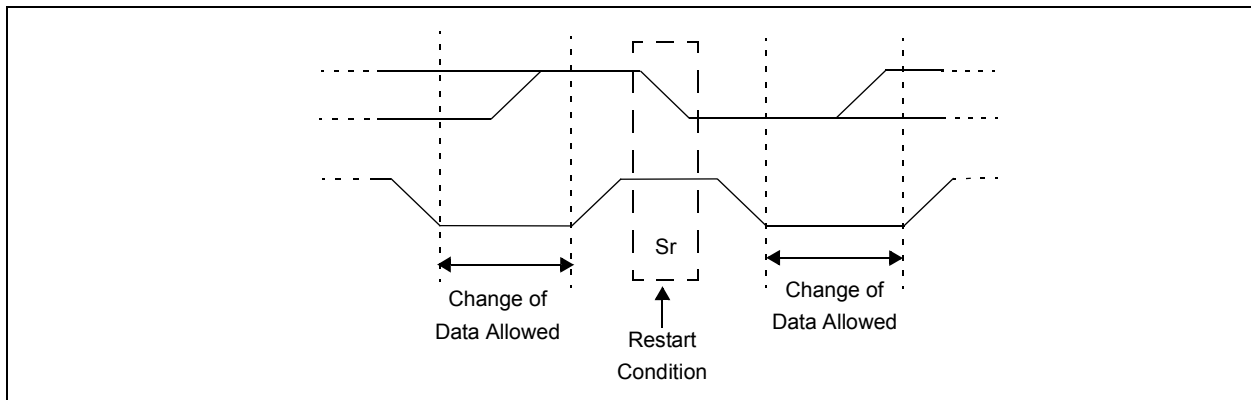 Sr
Change of
Data Allowed
Restart
Condition
Change of
Data Allowed